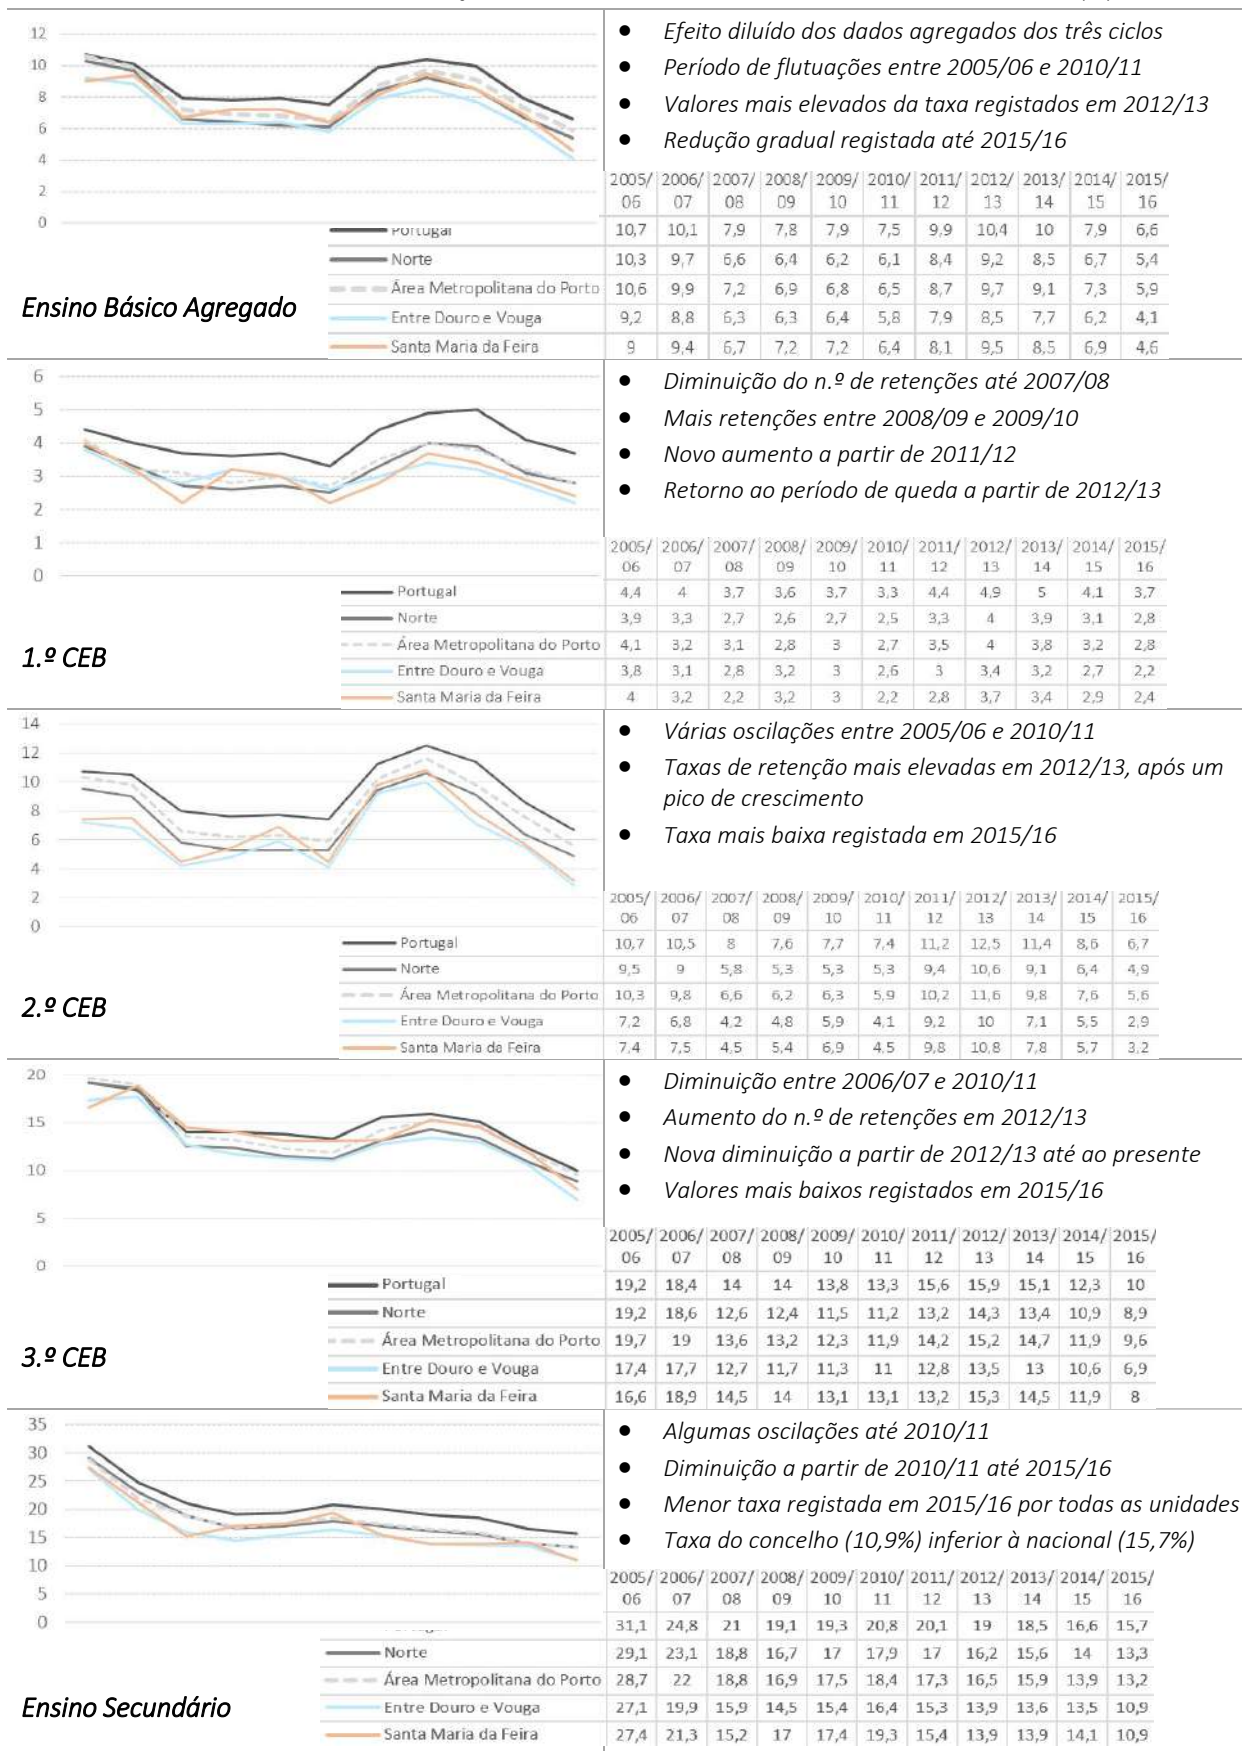 12
10
8
6
4
2
0
● Efeito diluído dos dados agregados dos três ciclos
● Período de flutuações entre 2005/06 e 2010/11
● Valores mais elevados da taxa registados em 2012/13
● Redução gradual registada até 2015/16
2005/ 2006/ 2007/ 2008/ 2009/ 2010/ 2011/ 2012/ 2013/ 2014/ 2015/
06 07 08 09 10 11 12 13 14 15 16
Portugal 10,7 10,1 7,9 7,8 7,9 7,5 9,9 10,4 10 7,9 6,6
Norte 10,3 9,7 6,6 6,4 6,2 6,1 8,4 9,2 8,5 6,7 5,4
Área Metropolitana do Porto 10,6 9,9 7,2 6,9 6,8 6,5 8,7 9,7 9,1 7,3 5,9
Entre Douro e Vouga 9,2 8,8 6,3 6,3 6,4 5,8 7,9 8,5 7,7 6,2 4,1
Santa Maria da Feira 9 9,4 6,7 7,2 7,2 6,4 8,1 9,5 8,5 6,9 4,6
Ensino Básico Agregado
6
5
4
3
2
1
0
● Diminuição do n.º de retenções até 2007/08
● Mais retenções entre 2008/09 e 2009/10
● Novo aumento a partir de 2011/12
● Retorno ao período de queda a partir de 2012/13
2005/ 2006/ 2007/ 2008/ 2009/ 2010/ 2011/ 2012/ 2013/ 2014/ 2015/
06 07 08 09 10 11 12 13 14 15 16
Portugal 4,4 4 3,7 3,6 3,7 3,3 4,4 4,9 5 4,1 3,7
Norte 3,9 3,3 2,7 2,6 2,7 2,5 3,3 4 3,9 3,1 2,8
Área Metropolitana do Porto 4,1 3,2 3,1 2,8 3 2,7 3,5 4 3,8 3,2 2,8
Entre Douro e Vouga 3,8 3,1 2,8 3,2 3 2,6 3 3,4 3,2 2,7 2,2
Santa Maria da Feira 4 3,2 2,2 3,2 3 2,2 2,8 3,7 3,4 2,9 2,4
1.º CEB
14
12
10
8
6
4
2
0
● Várias oscilações entre 2005/06 e 2010/11
● Taxas de retenção mais elevadas em 2012/13, após um
pico de crescimento
● Taxa mais baixa registada em 2015/16
2005/ 2006/ 2007/ 2008/ 2009/ 2010/ 2011/ 2012/ 2013/ 2014/ 2015/
06 07 08 09 10 11 12 13 14 15 16
Portugal 10,7 10,5 8 7,6 7,7 7,4 11,2 12,5 11,4 8,6 6,7
Norte 9,5 9 5,8 5,3 5,3 5,3 9,4 10,6 9,1 6,4 4,9
Área Metropolitana do Porto 10,3 9,8 6,6 6,2 6,3 5,9 10,2 11,6 9,8 7,6 5,6
Entre Douro e Vouga 7,2 6,8 4,2 4,8 5,9 4,1 9,2 10 7,1 5,5 2,9
Santa Maria da Feira 7,4 7,5 4,5 5,4 6,9 4,5 9,8 10,8 7,8 5,7 3,2
2.º CEB
20
15
10
5
0
● Diminuição entre 2006/07 e 2010/11
● Aumento do n.º de retenções em 2012/13
● Nova diminuição a partir de 2012/13 até ao presente
● Valores mais baixos registados em 2015/16
2005/ 2006/ 2007/ 2008/ 2009/ 2010/ 2011/ 2012/ 2013/ 2014/ 2015/
06 07 08 09 10 11 12 13 14 15 16
Portugal 19,2 18,4 14 14 13,8 13,3 15,6 15,9 15,1 12,3 10
Norte 19,2 18,6 12,6 12,4 11,5 11,2 13,2 14,3 13,4 10,9 8,9
Área Metropolitana do Porto 19,7 19 13,6 13,2 12,3 11,9 14,2 15,2 14,7 11,9 9,6
Entre Douro e Vouga 17,4 17,7 12,7 11,7 11,3 11 12,8 13,5 13 10,6 6,9
Santa Maria da Feira 16,6 18,9 14,5 14 13,1 13,1 13,2 15,3 14,5 11,9 8
3.º CEB
35
30
25
20
15
10
5
0
● Algumas oscilações até 2010/11
● Diminuição a partir de 2010/11 até 2015/16
● Menor taxa registada em 2015/16 por todas as unidades
● Taxa do concelho (10,9%) inferior à nacional (15,7%)
2005/ 2006/ 2007/ 2008/ 2009/ 2010/ 2011/ 2012/ 2013/ 2014/ 2015/
06 07 08 09 10 11 12 13 14 15 16
31,1 24,8 21 19,1 19,3 20,8 20,1 19 18,5 16,6 15,7
Norte 29,1 23,1 18,8 16,7 17 17,9 17 16,2 15,6 14 13,3
Área Metropolitana do Porto 28,7 22 18,8 16,9 17,5 18,4 17,3 16,5 15,9 13,9 13,2
Entre Douro e Vouga 27,1 19,9 15,9 14,5 15,4 16,4 15,3 13,9 13,6 13,5 10,9
Santa Maria da Feira 27,4 21,3 15,2 17 17,4 19,3 15,4 13,9 13,9 14,1 10,9
Ensino Secundário